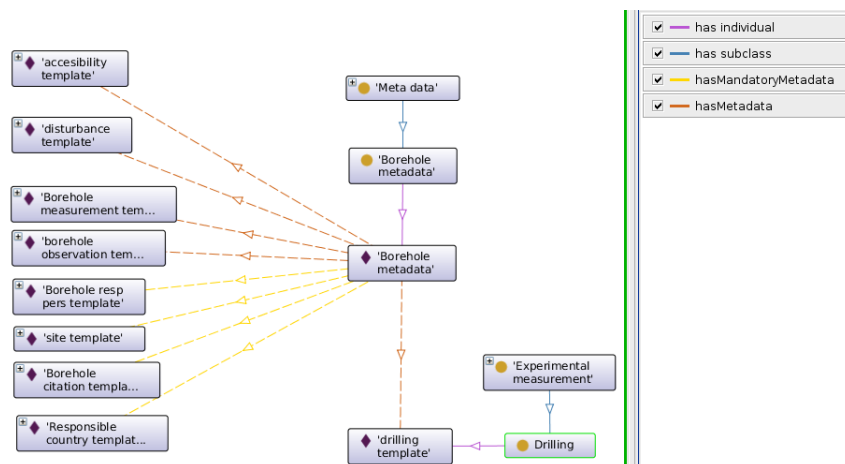 'accesibility
template'
'disturbance
template'
'Borehole
measurement tem...
'borehole
observation tem...
'Borehole resp
pers template'
'site template'
'Borehole
citation templa...
'Responsible
country templat...
'Meta data'
'Borehole
metadata'
'Borehole
metadata'
'Experimental
measurement'
'drilling
template'
Drilling
has individual
has subclass
hasMandatoryMetadata
hasMetadata